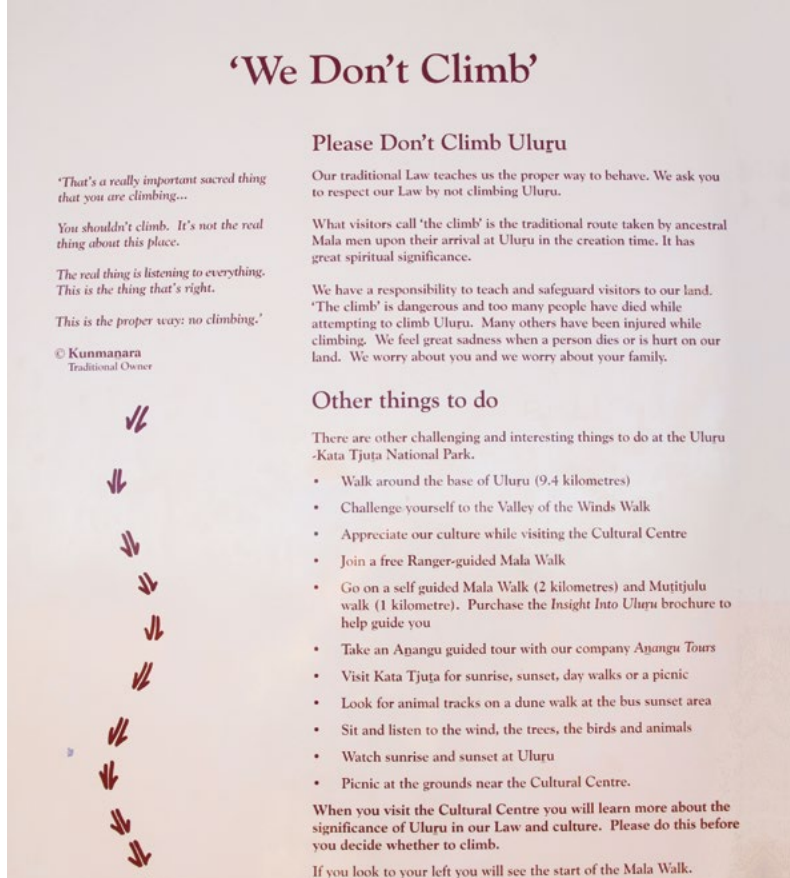 ‘We Don’t Climb’
‘That’s a really important sacred thing
that you are climbing...
You shouldn’t climb. It’s not the real
thing about this place.
The real thing is listening to everything.
This is the thing that’s right.
This is the proper way: no climbing.’
© Kunmanara
Traditional Owner
Please Don’t Climb Uluṟu
Our traditional Law teaches us the proper way to behave. We ask you
to respect our Law by not climbing Uluṟu.
What visitors call ‘the climb’ is the traditional route taken by ancestral
Mala men upon their arrival at Uluṟu in the creation time. It has
great spiritual significance.
We have a responsibility to teach and safeguard visitors to our land.
‘The climb’ is dangerous and too many people have died while
attempting to climb Uluṟu. Many others have been injured while
climbing. We feel great sadness when a person dies or is hurt on our
land. We worry about you and we worry about your family.
Other things to do
There are other challenging and interesting things to do at the Uluṟu
-Kata Tjuṯa National Park.
• Walk around the base of Uluṟu (9.4 kilometres)
• Challenge yourself to the Valley of the Winds Walk
• Appreciate our culture while visiting the Cultural Centre
• Join a free Ranger-guided Mala Walk
• Go on a self guided Mala Walk (2 kilometres) and Muṯitjulu
walk (1 kilometre). Purchase the Insight Into Uluṟu brochure to
help guide you
• Take an Aṉangu guided tour with our company Aṉangu Tours
• Visit Kata Tjuṯa for sunrise, sunset, day walks or a picnic
• Look for animal tracks on a dune walk at the bus sunset area
• Sit and listen to the wind, the trees, the birds and animals
• Watch sunrise and sunset at Uluṟu
• Picnic at the grounds near the Cultural Centre.
When you visit the Cultural Centre you will learn more about the
significance of Uluṟu in our Law and culture. Please do this before
you decide whether to climb.
If you look to your left you will see the start of the Mala Walk.